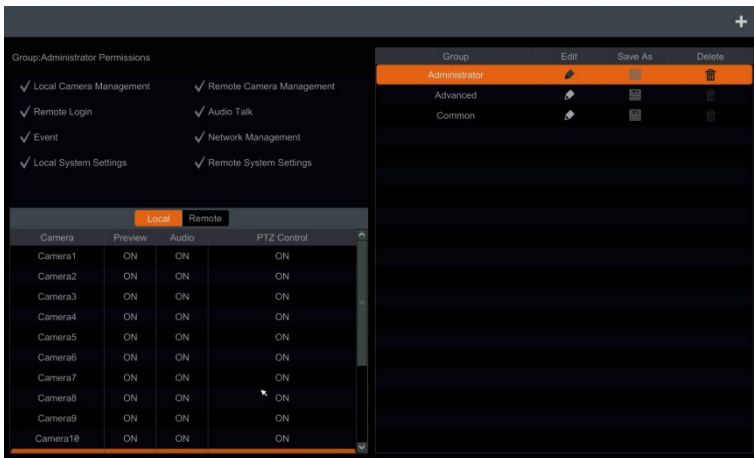 +
Group:Administrator Permissions
Local Camera Management Remote Camera Management
Remote Login Audio Talk
Event Network Management
Local System Settings Remote System Settings
Local Remote
Camera Preview Audio PTZ Control
Camera1 ON ON ON
Camera2 ON ON ON
Camera3 ON ON ON
Camera4 ON ON ON
Camera5 ON ON ON
Camera6 ON ON ON
Camera7 ON ON ON
Camera8 ON ON ON
Camera9 ON ON ON
Camera10 ON ON ON
Group Edit Save As Delete
Administrator
Advanced
Common